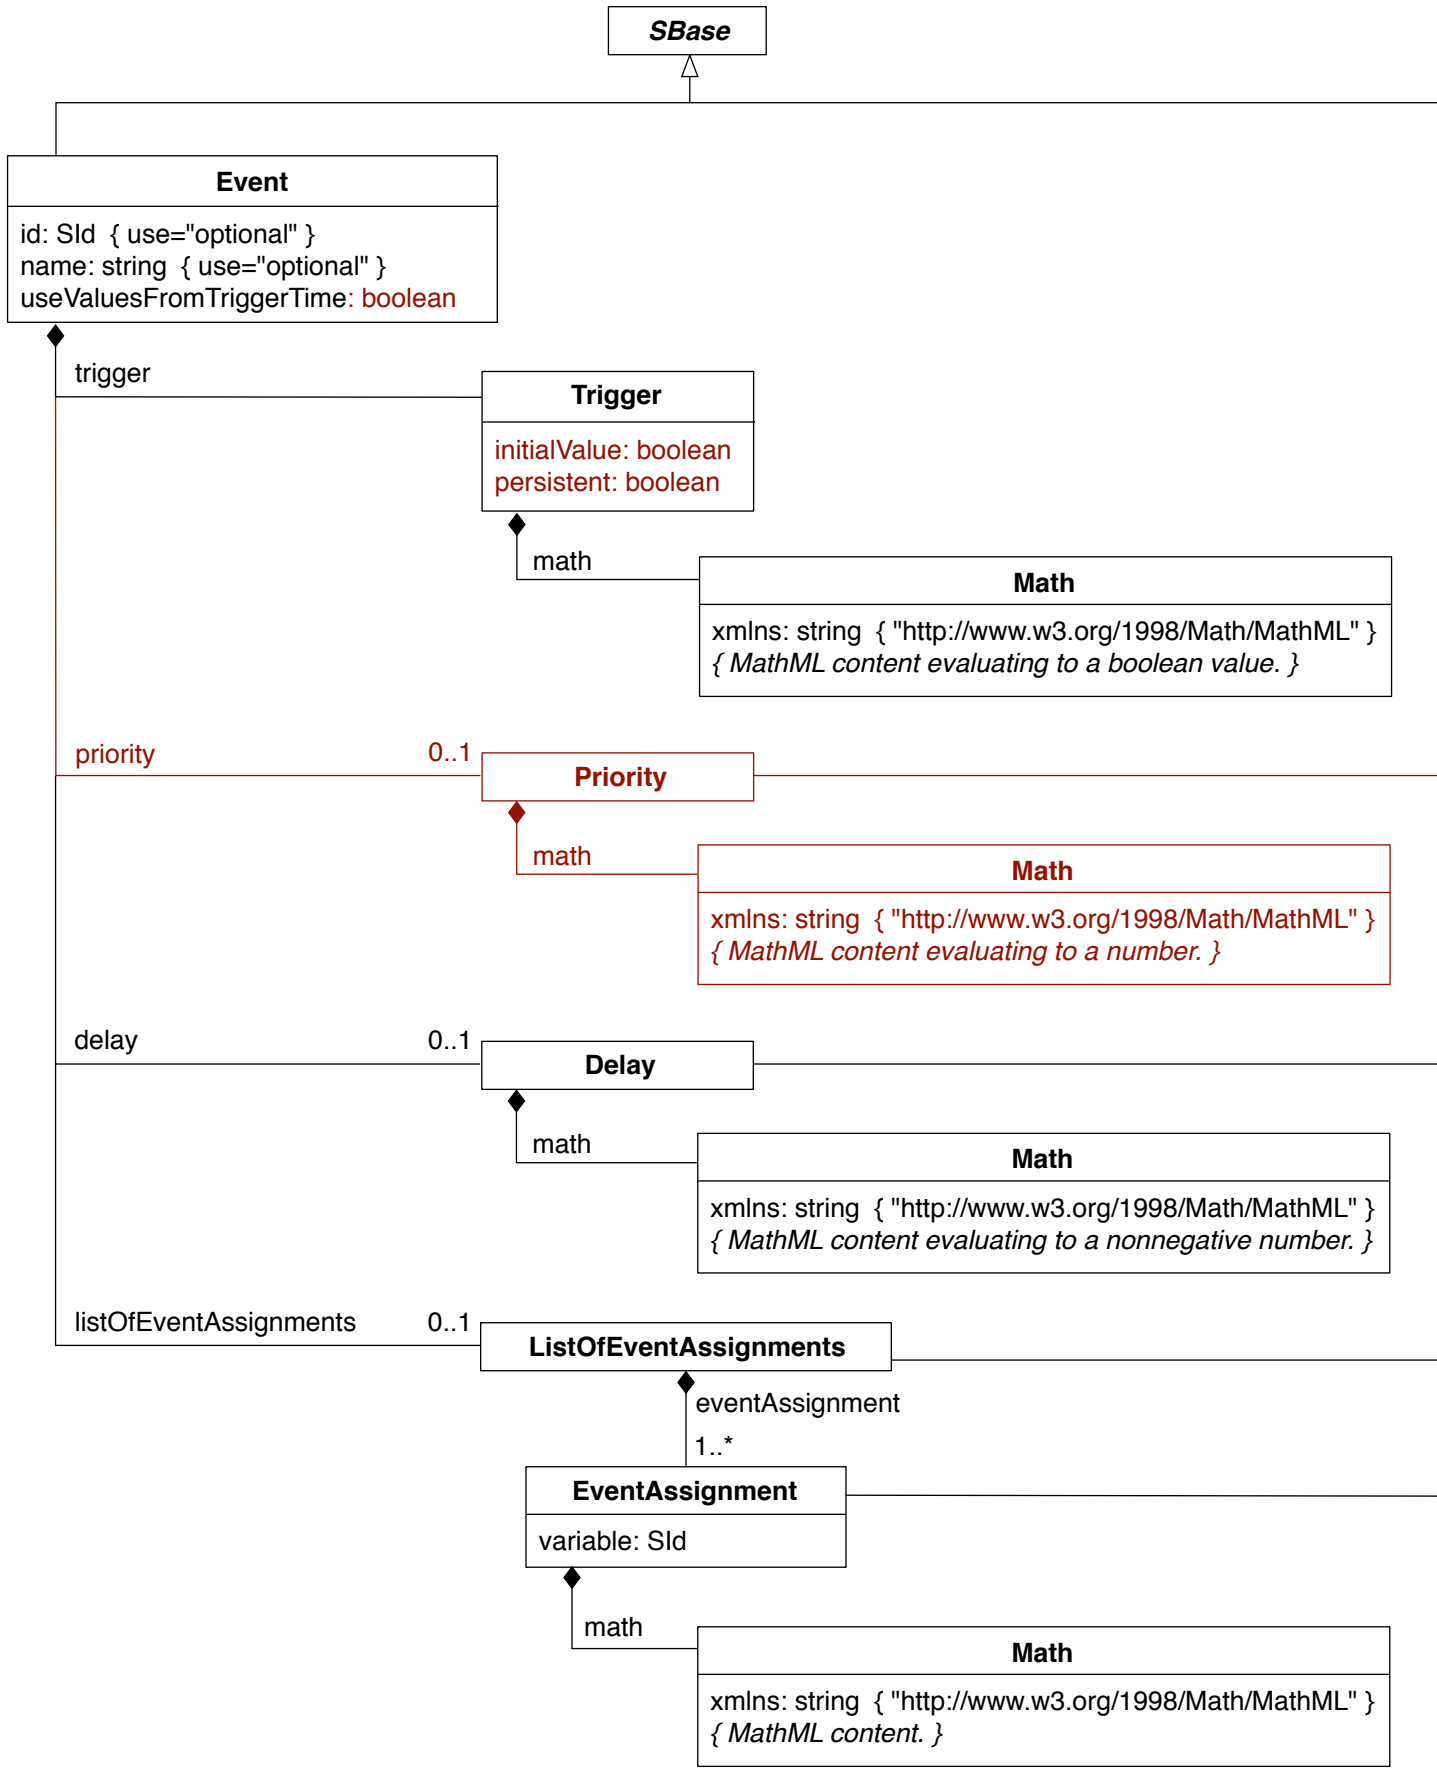 SBase
Event
id: SId { use="optional" }
name: string { use="optional" }
useValuesFromTriggerTime: boolean
trigger
Trigger
initialValue: boolean
persistent: boolean
math
Math
xmlns: string { "http://www.w3.org/1998/Math/MathML" }
{ MathML content evaluating to a boolean value. }
priority 0..1
Priority
math
Math
xmlns: string { "http://www.w3.org/1998/Math/MathML" }
{ MathML content evaluating to a number. }
delay 0..1
Delay
math
Math
xmlns: string { "http://www.w3.org/1998/Math/MathML" }
{ MathML content evaluating to a nonnegative number. }
listOfEventAssignments 0..1
ListOfEventAssignments
eventAssignment
1..*
EventAssignment
variable: SId
math
Math
xmlns: string { "http://www.w3.org/1998/Math/MathML" }
{ MathML content. }